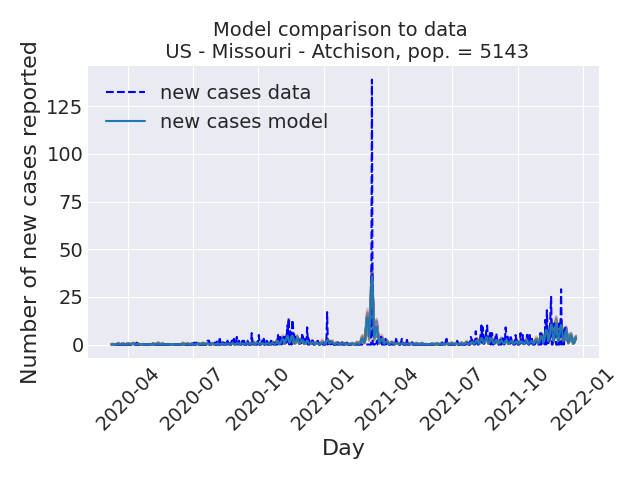 Model comparison to data
US - Missouri - Atchison, pop. = 5143
new cases data
new cases model
Number of new cases reported
125
100
75
50
25
0
2020-04
2020-07
2020-10
2021-01
2021-04
2021-07
2021-10
2022-01
Day